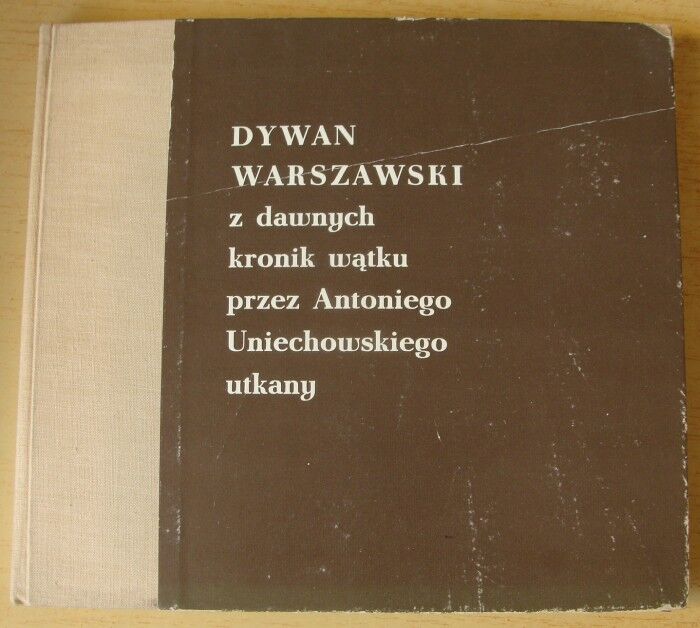 DYWAN
WARSZAWSKI
z dawnych
kronik wątku
przez Antoniego
Uniechowskiego
utkany